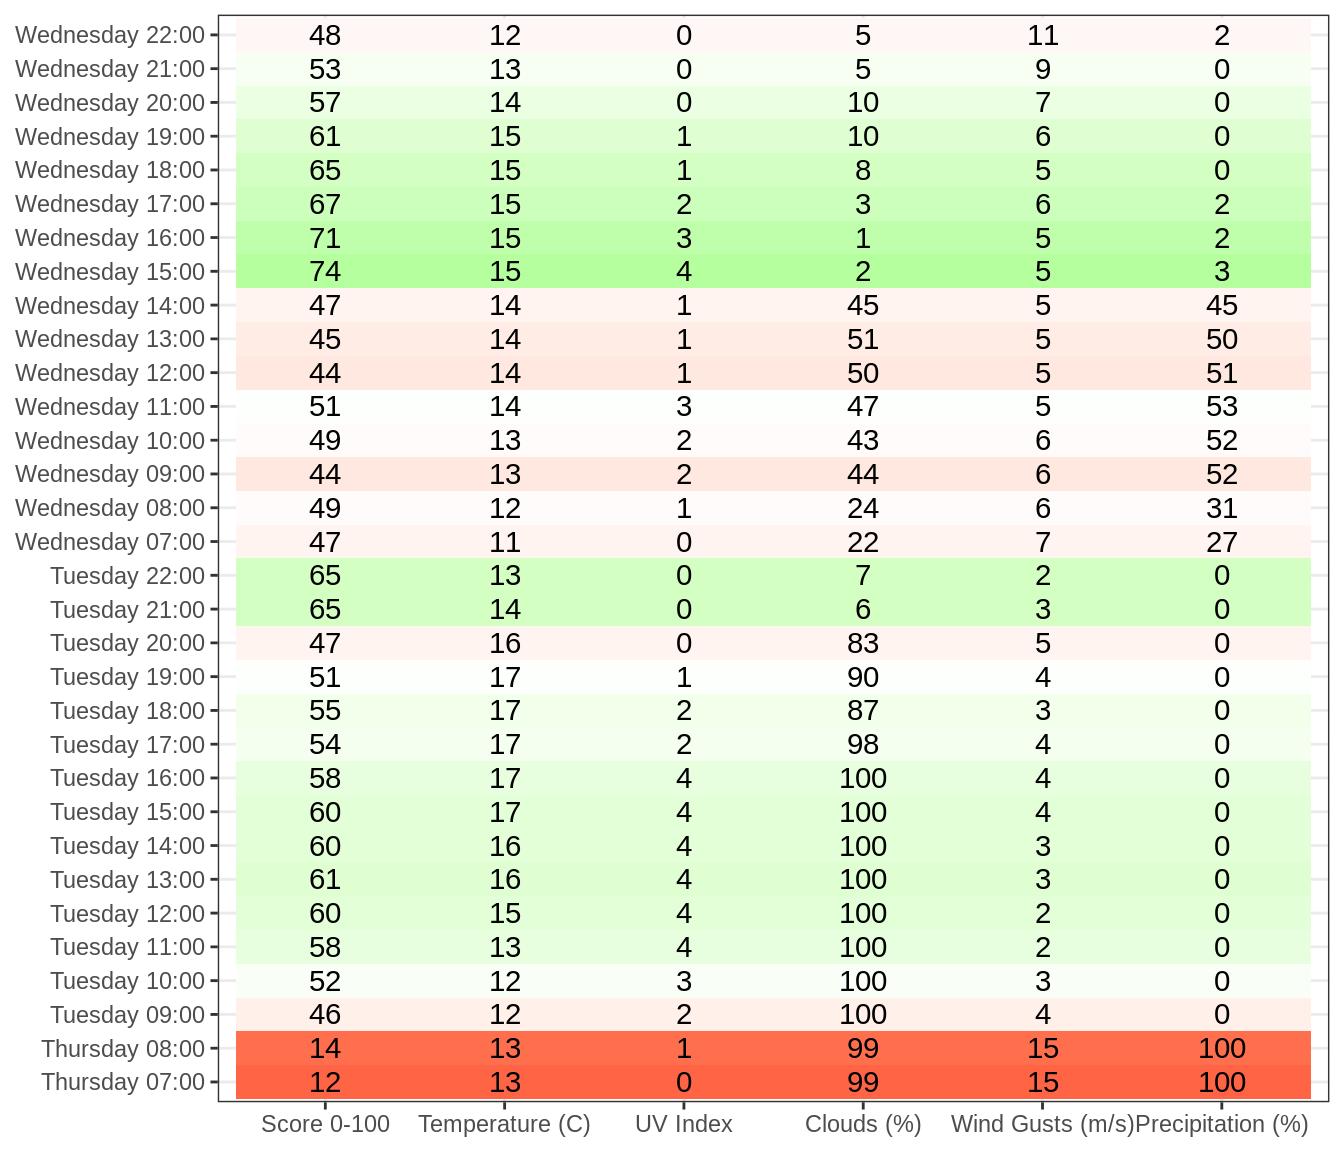 Wednesday 22:00 48 12 0 5 11 2
Wednesday 21:00 53 13 0 5 9 0
Wednesday 20:00 57 14 0 10 7 0
Wednesday 19:00 61 15 1 10 6 0
Wednesday 18:00 65 15 1 8 5 0
Wednesday 17:00 67 15 2 3 6 2
Wednesday 16:00 71 15 3 1 5 2
Wednesday 15:00 74 15 4 2 5 3
Wednesday 14:00 47 14 1 45 5 45
Wednesday 13:00 45 14 1 51 5 50
Wednesday 12:00 44 14 1 50 5 51
Wednesday 11:00 51 14 3 47 5 53
Wednesday 10:00 49 13 2 43 6 52
Wednesday 09:00 44 13 2 44 6 52
Wednesday 08:00 49 12 1 24 6 31
Wednesday 07:00 47 11 0 22 7 27
Tuesday 22:00 65 13 0 7 2 0
Tuesday 21:00 65 14 0 6 3 0
Tuesday 20:00 47 16 0 83 5 0
Tuesday 19:00 51 17 1 90 4 0
Tuesday 18:00 55 17 2 87 3 0
Tuesday 17:00 54 17 2 98 4 0
Tuesday 16:00 58 17 4 100 4 0
Tuesday 15:00 60 17 4 100 4 0
Tuesday 14:00 60 16 4 100 3 0
Tuesday 13:00 61 16 4 100 3 0
Tuesday 12:00 60 15 4 100 2 0
Tuesday 11:00 58 13 4 100 2 0
Tuesday 10:00 52 12 3 100 3 0
Tuesday 09:00 46 12 2 100 4 0
Thursday 08:00 14 13 1 99 15 100
Thursday 07:00 12 13 0 99 15 100
Score 0-100 Temperature (C) UV Index Clouds (%) Wind Gusts (m/s) Precipitation (%)